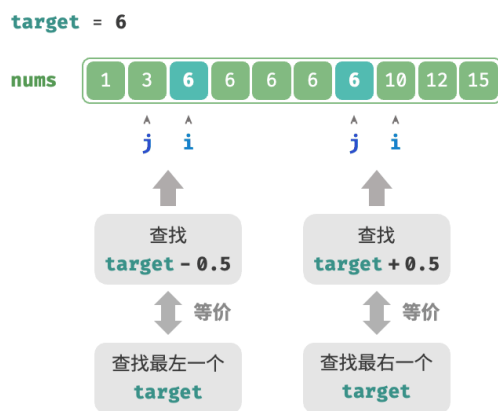 target = 6
nums 1 3 6 6 6 6 6 10 12 15
j i j i
查找 查找
target - 0.5 target + 0.5
等价 等价
查找最左一个 查找最右一个
target target